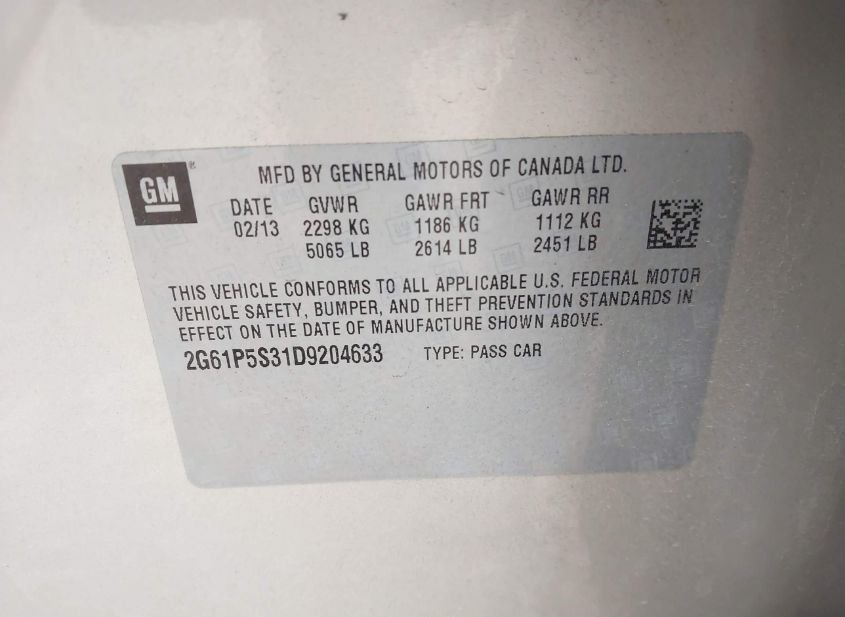 GM ®
MFD BY GENERAL MOTORS OF CANADA LTD.
DATE GVWR GAWR FRT GAWR RR
02/13 2298 KG 1186 KG 1112 KG
5065 LB 2614 LB 2451 LB
THIS VEHICLE CONFORMS TO ALL APPLICABLE U.S. FEDERAL MOTOR
VEHICLE SAFETY, BUMPER, AND THEFT PREVENTION STANDARDS IN
EFFECT ON THE DATE OF MANUFACTURE SHOWN ABOVE.
2G61P5S31D9204633 TYPE: PASS CAR